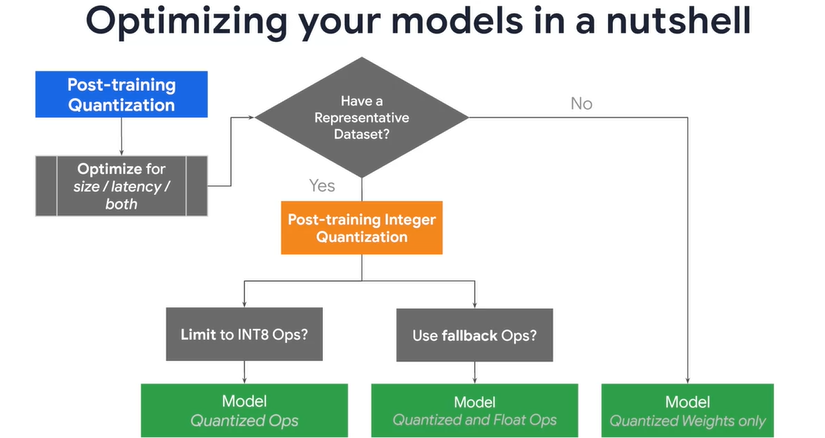 Optimizing your models in a nutshell
Post-training
Quantization
Optimize for
size / latency /
both
Have a
Representative
Dataset?
No
Yes
Post-training Integer
Quantization
Limit to INT8 Ops?
Use fallback Ops?
Model
Quantized Ops
Model
Quantized and Float Ops
Model
Quantized Weights only